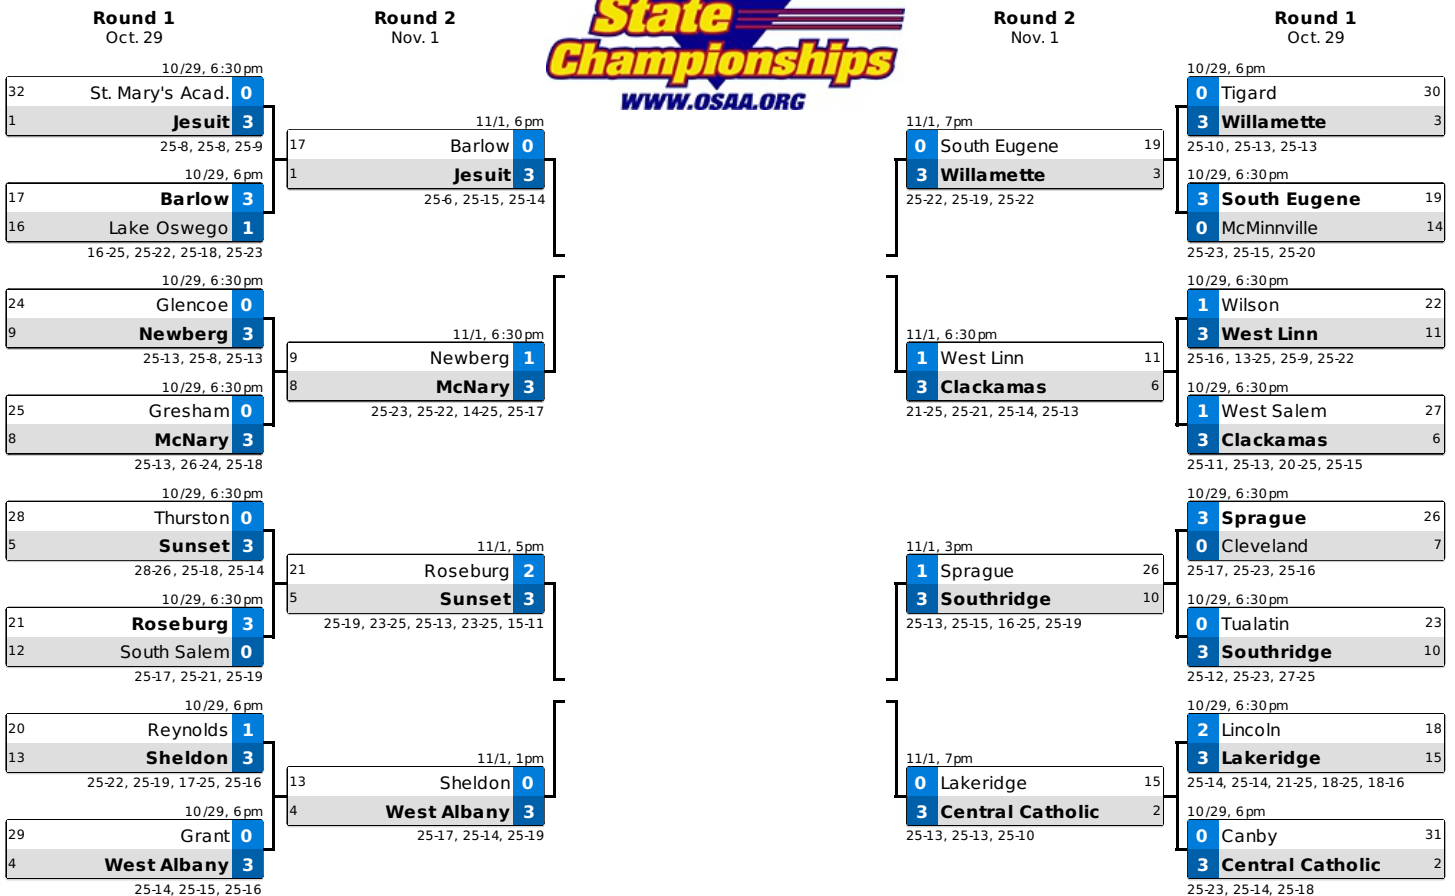 Round 1
Oct. 29
Round 2
Nov. 1
State
Championships
WWW.OSAA.ORG
Round 2
Nov. 1
Round 1
Oct. 29
10/29, 6:30pm
32 St. Mary's Acad. 0
1 Jesuit 3
25-8, 25-8, 25-9
10/29, 6pm
17 Barlow 3
16 Lake Oswego 1
16-25, 25-22, 25-18, 25-23
10/29, 6:30pm
24 Glencoe 0
9 Newberg 3
25-13, 25-8, 25-13
10/29, 6:30pm
25 Gresham 0
8 McNary 3
25-13, 26-24, 25-18
10/29, 6:30pm
28 Thurston 0
5 Sunset 3
28-26, 25-18, 25-14
10/29, 6:30pm
21 Roseburg 3
12 South Salem 0
25-17, 25-21, 25-19
10/29, 6pm
20 Reynolds 1
13 Sheldon 3
25-22, 25-19, 17-25, 25-16
10/29, 6pm
29 Grant 0
4 West Albany 3
25-14, 25-15, 25-16
11/1, 6pm
17 Barlow 0
1 Jesuit 3
25-6, 25-15, 25-14
11/1, 6:30pm
9 Newberg 1
8 McNary 3
25-23, 25-22, 14-25, 25-17
11/1, 5pm
21 Roseburg 2
5 Sunset 3
25-19, 23-25, 25-13, 23-25, 15-11
11/1, 1pm
13 Sheldon 0
4 West Albany 3
25-17, 25-14, 25-19
11/1, 7pm
0 South Eugene 19
3 Willamette 3
25-22, 25-19, 25-22
11/1, 6:30pm
1 West Linn 11
3 Clackamas 6
21-25, 25-21, 25-14, 25-13
11/1, 3pm
1 Sprague 26
3 Southridge 10
25-13, 25-15, 16-25, 25-19
11/1, 7pm
0 Lakeridge 15
3 Central Catholic 2
25-13, 25-13, 25-10
10/29, 6pm
0 Tigard 30
3 Willamette 3
25-10, 25-13, 25-13
10/29, 6:30pm
3 South Eugene 19
0 McMinnville 14
25-23, 25-15, 25-20
10/29, 6:30pm
1 Wilson 22
3 West Linn 11
25-16, 13-25, 25-9, 25-22
10/29, 6:30pm
1 West Salem 27
3 Clackamas 6
25-11, 25-13, 20-25, 25-15
10/29, 6:30pm
3 Sprague 26
0 Cleveland 7
25-17, 25-23, 25-16
10/29, 6:30pm
0 Tualatin 23
3 Southridge 10
25-12, 25-23, 27-25
10/29, 6:30pm
2 Lincoln 18
3 Lakeridge 15
25-14, 25-14, 21-25, 18-25, 18-16
10/29, 6pm
0 Canby 31
3 Central Catholic 2
25-23, 25-14, 25-18